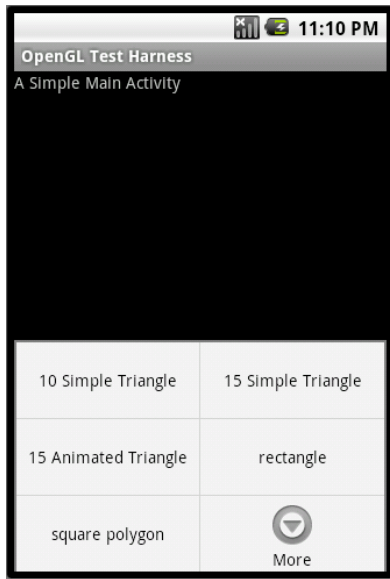 11:10 PM
OpenGL Test Harness
A Simple Main Activity
10 Simple Triangle
15 Simple Triangle
15 Animated Triangle
rectangle
square polygon
More